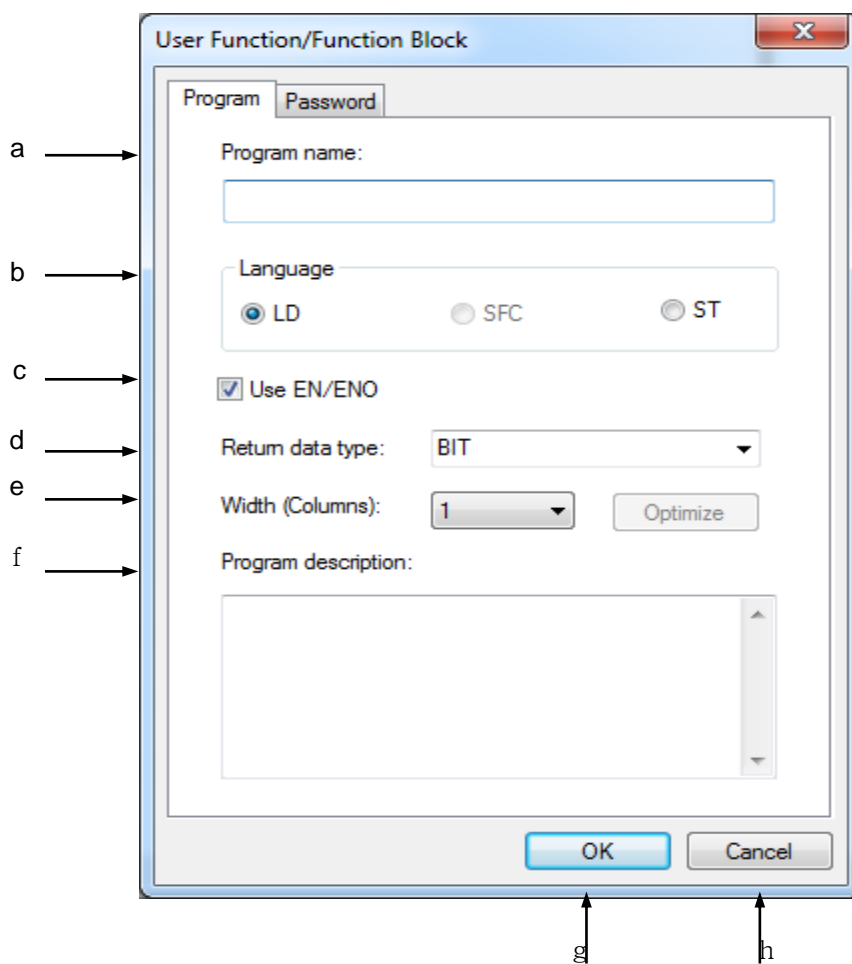 User Function/Function Block
Program Password
a
Program name:
b
Language
LD SFC ST
c
Use EN/ENO
d
Return data type: BIT
e
Width (Columns): 1 Optimize
f
Program description:
OK Cancel
g h